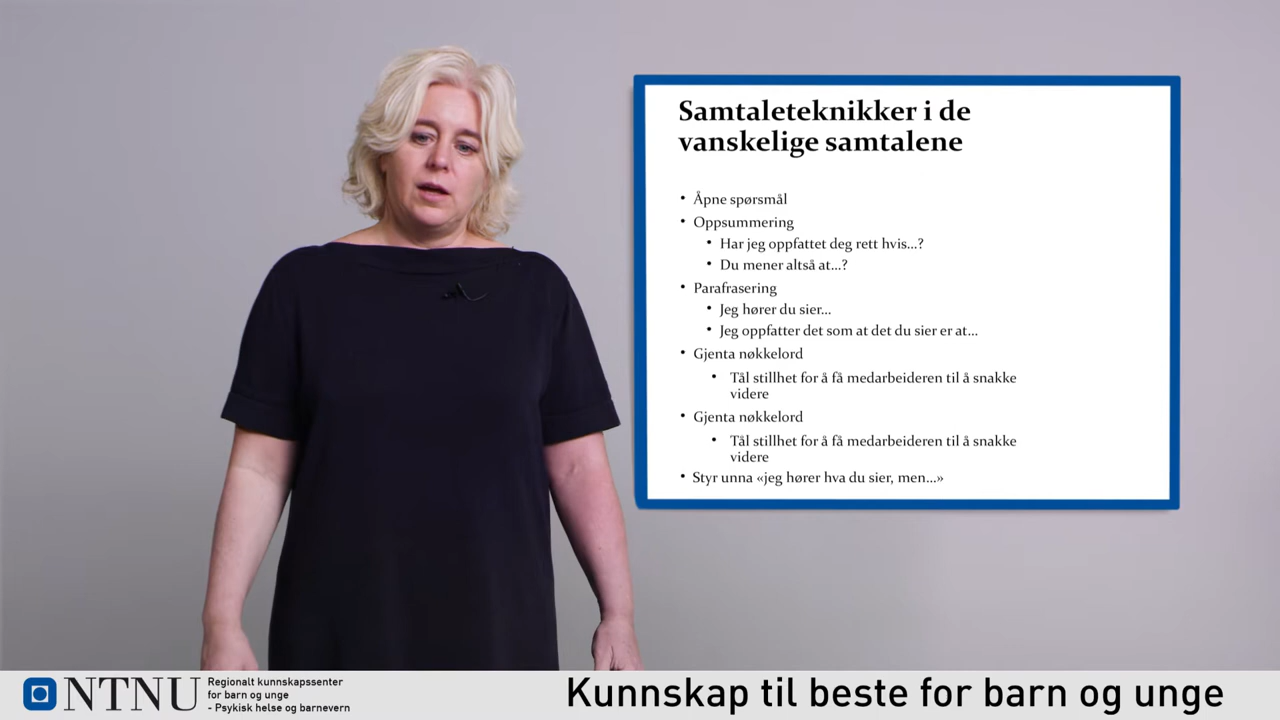 Samtaleteknikker i de
vanskelige samtalene
• Åpne spørsmål
• Oppsummering
• Har jeg oppfattet deg rett hvis...?
• Du mener altså at...?
• Parafrasering
• Jeg hører du sier...
• Jeg oppfatter det som at det du sier er at...
• Gjenta nøkkelord
• Tål stillhet for å få medarbeideren til å snakke
videre
• Gjenta nøkkelord
• Tål stillhet for å få medarbeideren til å snakke
videre
• Styr unna «jeg hører hva du sier, men...»
NTNU
Regionalt kunnskapssenter
for barn og unge
- Psykisk helse og barnevern
Kunnskap til beste for barn og unge